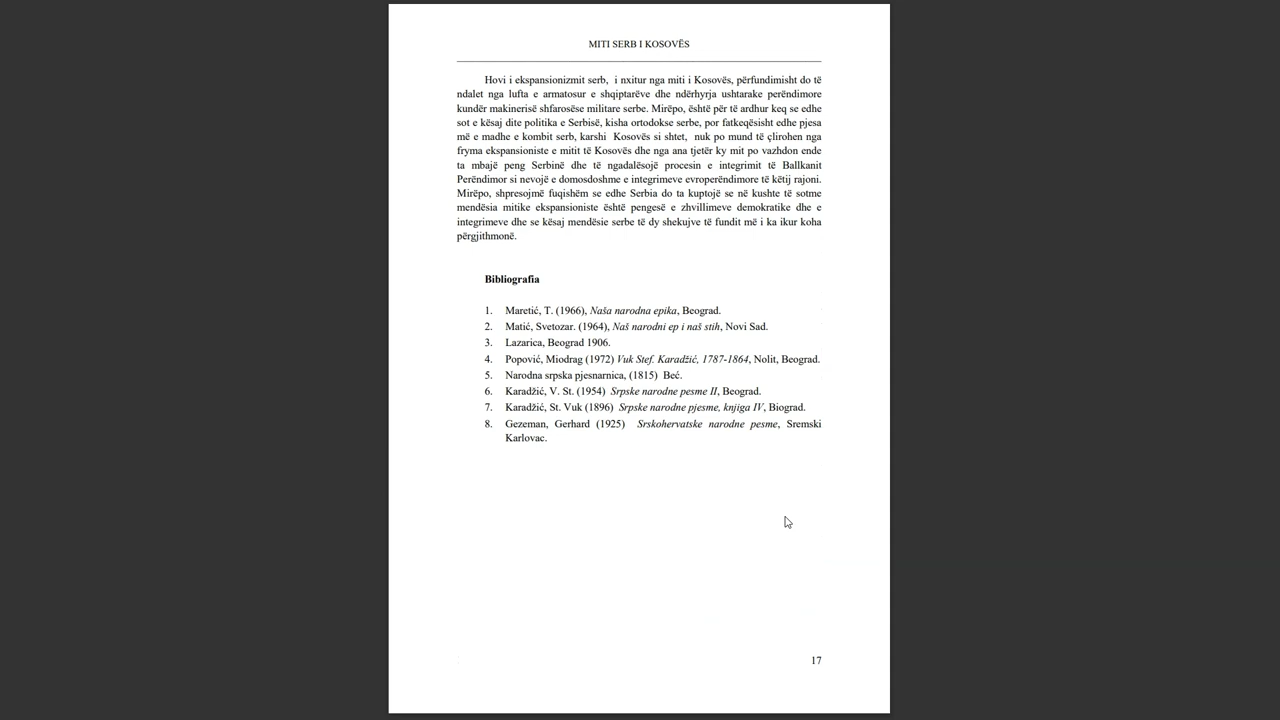 MITI SERB I KOSOVËS
Hovi i ekspansionizmit serb, i nxitur nga miti i Kosovës, përfundimisht do të
ndalet nga lufta e armatosur e shqiptarëve dhe ndërhyrja ushtarake perëndimore
kundër makinerisë shfarosëse militare serbe. Mirëpo, është për të ardhur keq se edhe
sot e kësaj dite politika e Serbisë, kisha ortodokse serbe, por fatkeqësisht edhe pjesa
më e madhe e kombit serb, karshi Kosovës si shtet, nuk po mund të çlirohen nga
fryma ekspansioniste e mitit të Kosovës dhe nga ana tjetër ky mit po vazhdon ende
ta mbajë peng Serbinë dhe të ngadalësojë procesin e integrimit të Ballkanit
Perëndimor si nevojë e domosdoshme e integrimeve evroperëndimore të këtij rajoni.
Mirëpo, shpresojmë fuqishëm se edhe Serbia do ta kuptojë se në kushte të sotme
mendësia mitike ekspansioniste është pengesë e zhvillimeve demokratike dhe e
integrimeve dhe se kësaj mendësie serbe të dy shekujve të fundit më i ka ikur koha
përgjithmonë.
Bibliografia
1. Maretić, T. (1966), Naša narodna epika, Beograd.
2. Matić, Svetozar. (1964), Naš narodni ep i naš stih, Novi Sad.
3. Lazarica, Beograd 1906.
4. Popović, Miodrag (1972) Vuk Stef. Karadžić, 1787-1864, Nolit, Beograd.
5. Narodna srpska pjesnarnica, (1815) Beć.
6. Karadžić, V. St. (1954) Srpske narodne pesme II, Beograd.
7. Karadžić, St. Vuk (1896) Srpske narodne pjesme, knjiga IV, Biograd.
8. Gezeman, Gerhard (1925) Srskohervatske narodne pesme, Sremski
Karlovac.
17